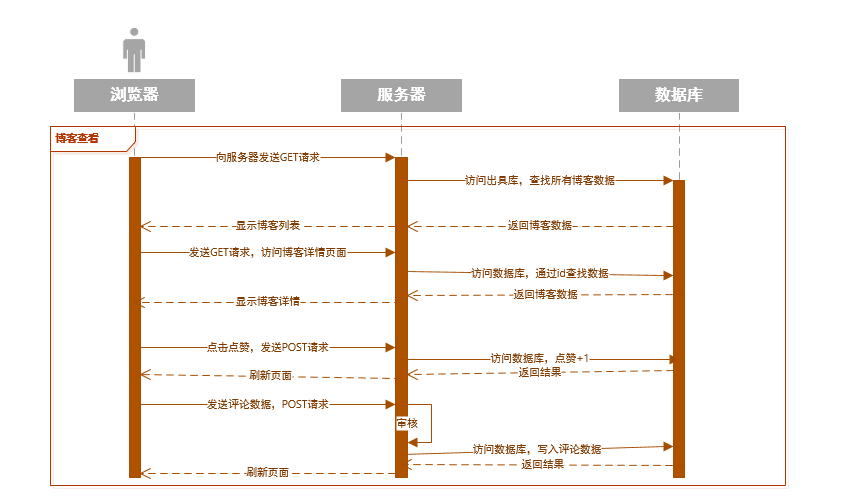 浏览器
服务器
数据库
博客查看
向服务器发送GET请求
访问出具库，查找所有博客数据
显示博客列表
返回博客数据
发送GET请求，访问博客详情页面
访问数据库，通过id查找数据
返回博客数据
显示博客详情
点击点赞，发送POST请求
访问数据库，点赞+1
返回结果
刷新页面
发送评论数据，POST请求
审核
访问数据库，写入评论数据
返回结果
刷新页面